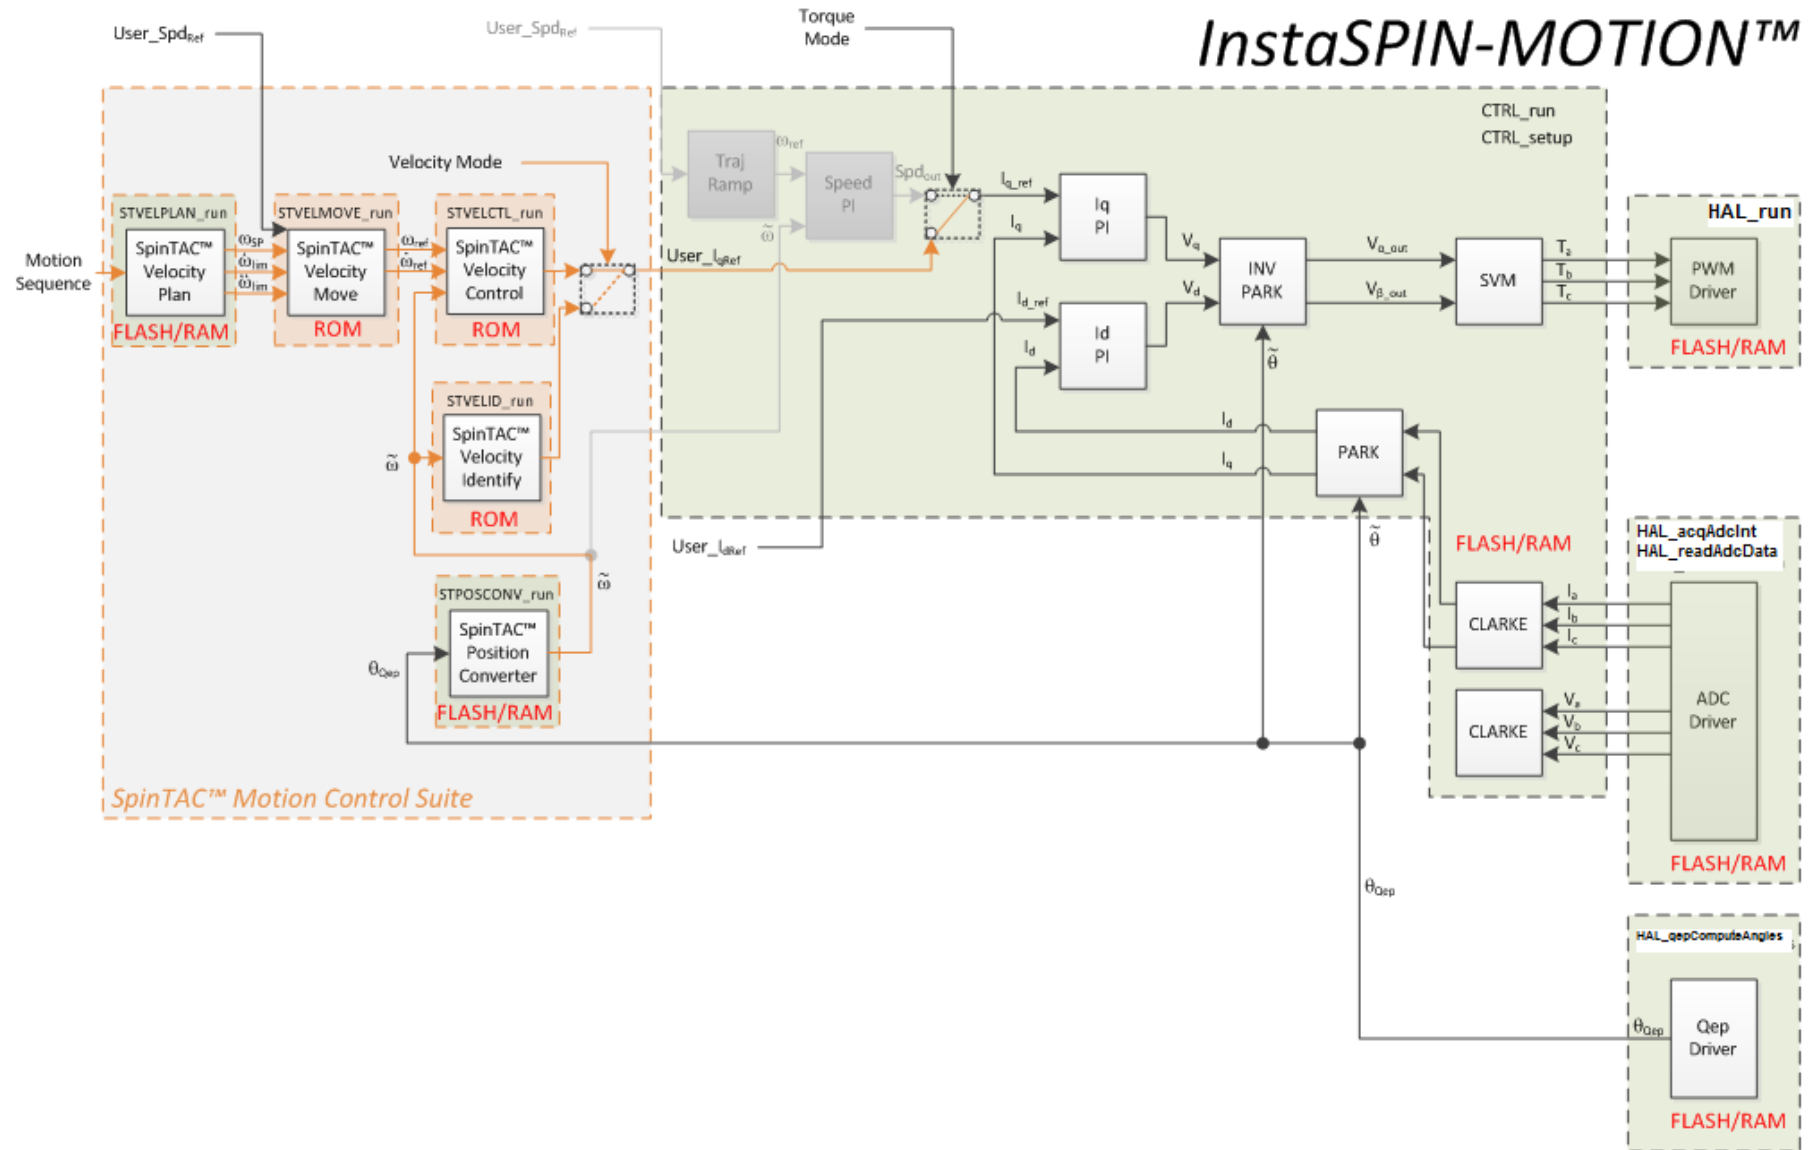 InstaSPIN-MOTION™
User_SpdRef
User_SpdRef
Torque
Mode
CTRL_run
CTRL_setup
Velocity Mode
Traj
Ramp
ωref
Speed
PI
Spdout
ω̃
Iq_ref
Iq
Iq
PI
STVELPLAN_run
SpinTAC™
Velocity
Plan
FLASH/RAM
ωSP
ω̇lim
ω̈lim
STVELMOVE_run
SpinTAC™
Velocity
Move
ROM
ωref
ω̇ref
STVELCTL_run
SpinTAC™
Velocity
Control
ROM
Motion
Sequence
User_IqRef
Id_ref
Id
Id
PI
Vq
Vd
INV
PARK
Vα_out
Vβ_out
SVM
Ta
Tb
Tc
HAL_run
PWM
Driver
FLASH/RAM
θ̃
STVELID_run
SpinTAC™
Velocity
Identify
ROM
ω̃
Id
Iq
PARK
θ̃
User_IdRef
ω̃
STPOSCONV_run
SpinTAC™
Position
Converter
FLASH/RAM
θQep
FLASH/RAM
CLARKE
Ia
Ib
Ic
CLARKE
Va
Vb
Vc
HAL_acqAdcInt
HAL_readAdcData
ADC
Driver
FLASH/RAM
SpinTAC™ Motion Control Suite
θQep
HAL_qepComputeAngles
θQep
Qep
Driver
FLASH/RAM